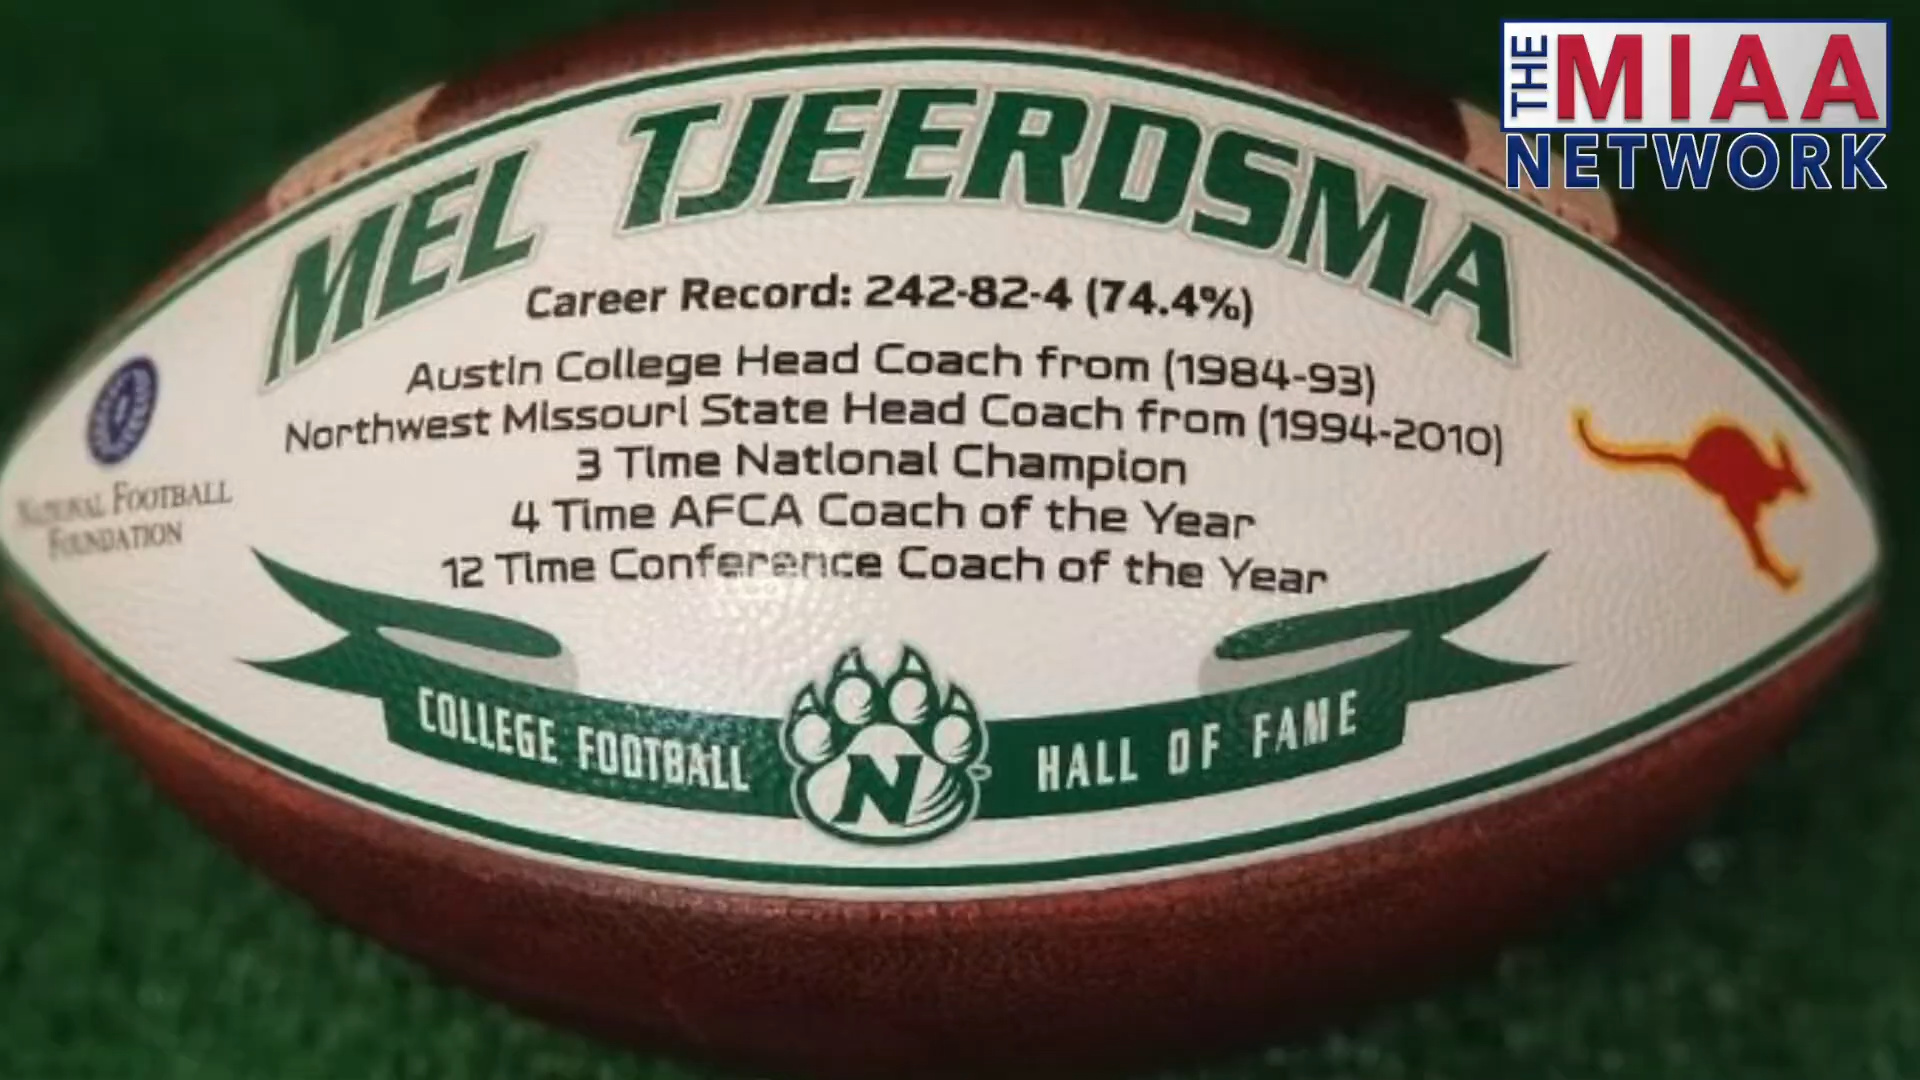 THE MIAA
NETWORK
MEL TJEERDSMA
Career Record: 242-82-4 (74.4%)
Austin College Head Coach from (1984-93)
Northwest Missouri State Head Coach from (1994-2010)
3 Time National Champion
4 Time AFCA Coach of the Year
12 Time Conference Coach of the Year
NATIONAL FOOTBALL
FOUNDATION
COLLEGE FOOTBALL N HALL OF FAME